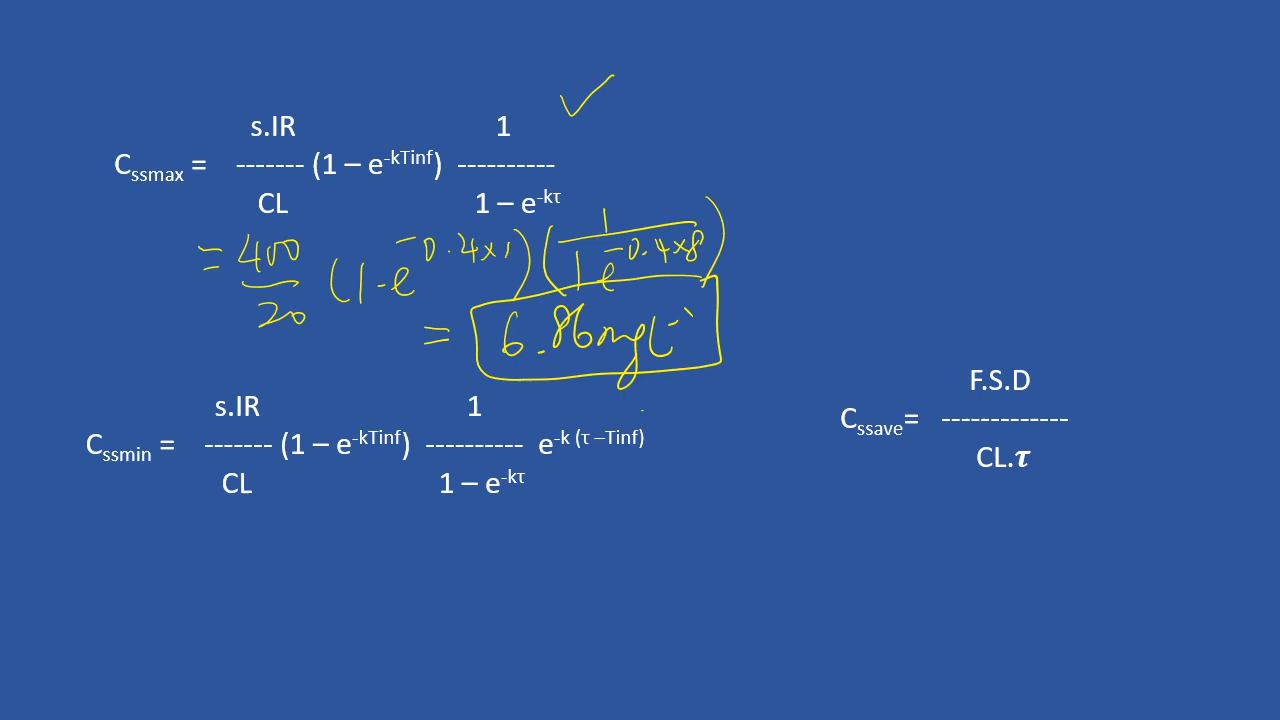 s.IR 1
Cssmax = ------- (1 – e-kTinf) ----------
CL 1 – e-kτ
= 400 (1-e-0.4x1) ( 1
20 1 e-0.4x8 )
= 6.86mgL-1
s.IR 1
Cssmin = ------- (1 – e-kTinf) ---------- e-k (τ –Tinf)
CL 1 – e-kτ
F.S.D
Cssave= -------------
CL.τ